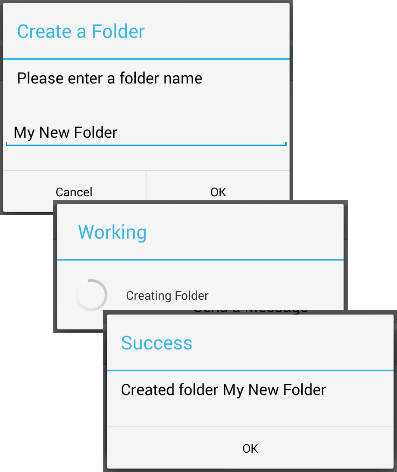 Create a Folder
Please enter a folder name
My New Folder
Cancel OK
Working
Creating Folder
Send a Message
Success
Created folder My New Folder
OK